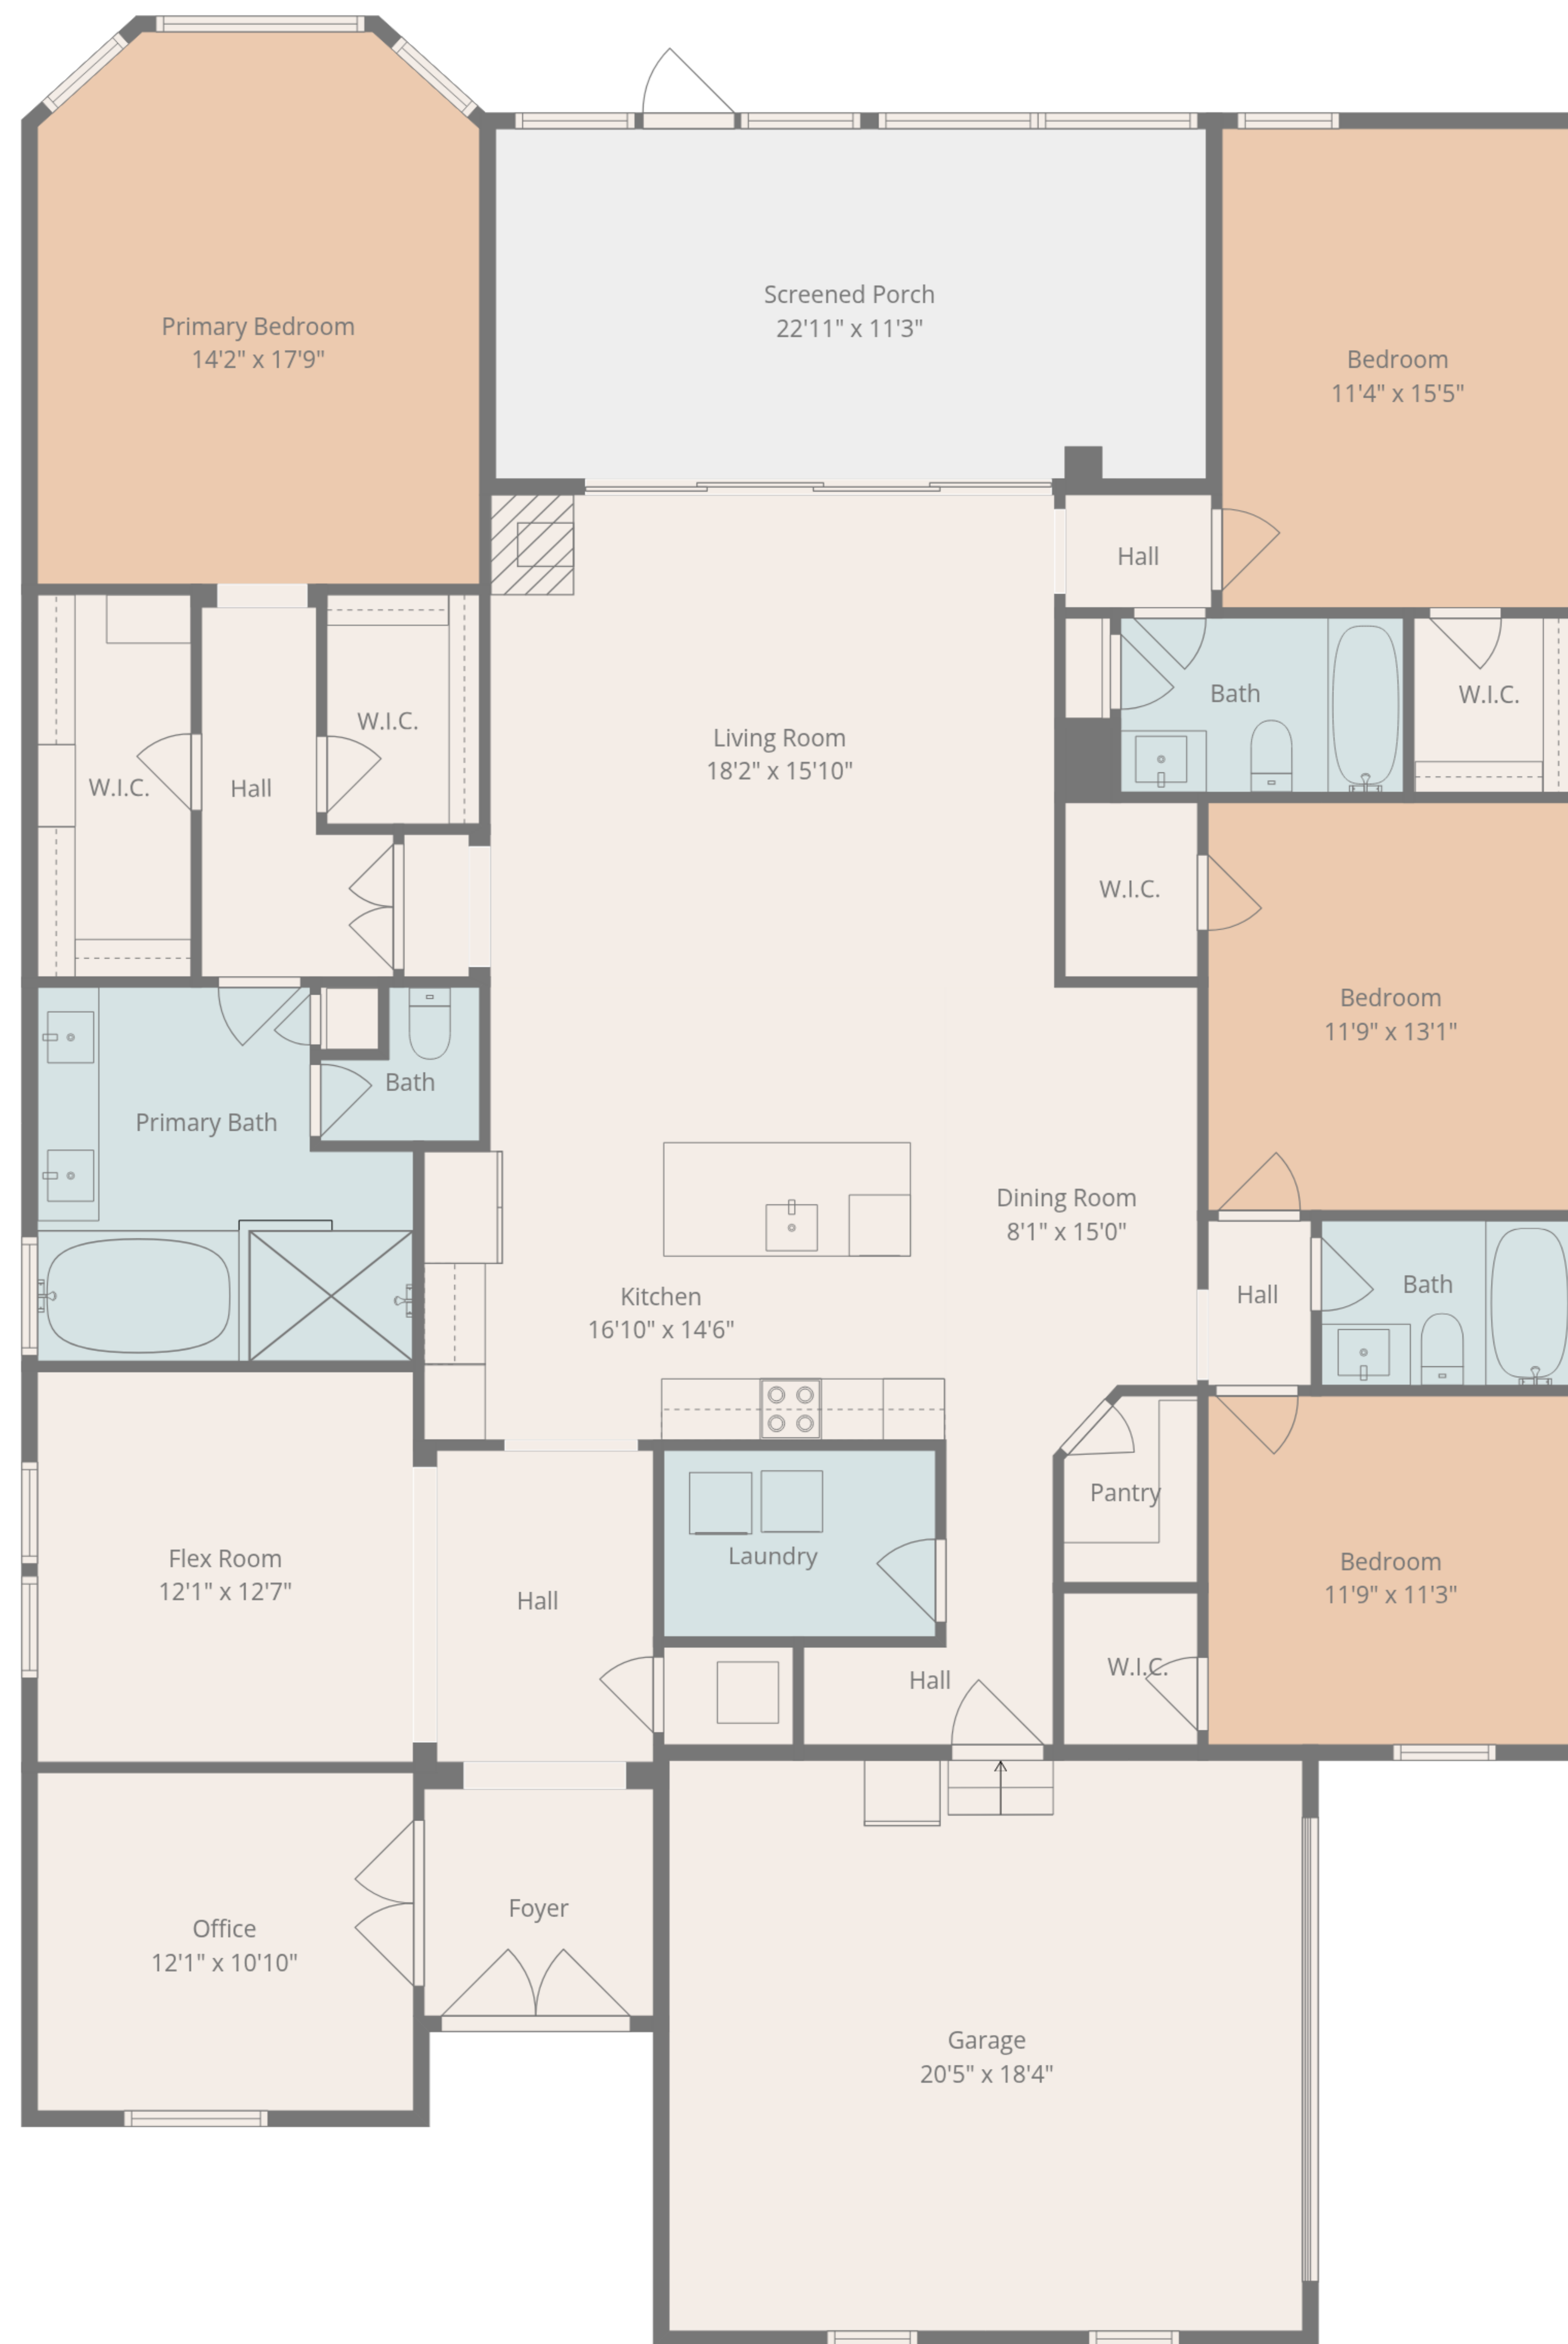 Screened Porch
22'11" x 11'3"
Primary Bedroom
14'2" x 17'9"
Bedroom
11'4" x 15'5"
Hall
W.I.C.
Hall
W.I.C.
Living Room
18'2" x 15'10"
Bath
W.I.C.
W.I.C.
Bedroom
11'9" x 13'1"
Primary Bath
Bath
Dining Room
8'1" x 15'0"
Kitchen
16'10" x 14'6"
Hall
Bath
Pantry
Flex Room
12'1" x 12'7"
Hall
Laundry
Bedroom
11'9" x 11'3"
Hall
W.I.C.
Foyer
Office
12'1" x 10'10"
Garage
20'5" x 18'4"